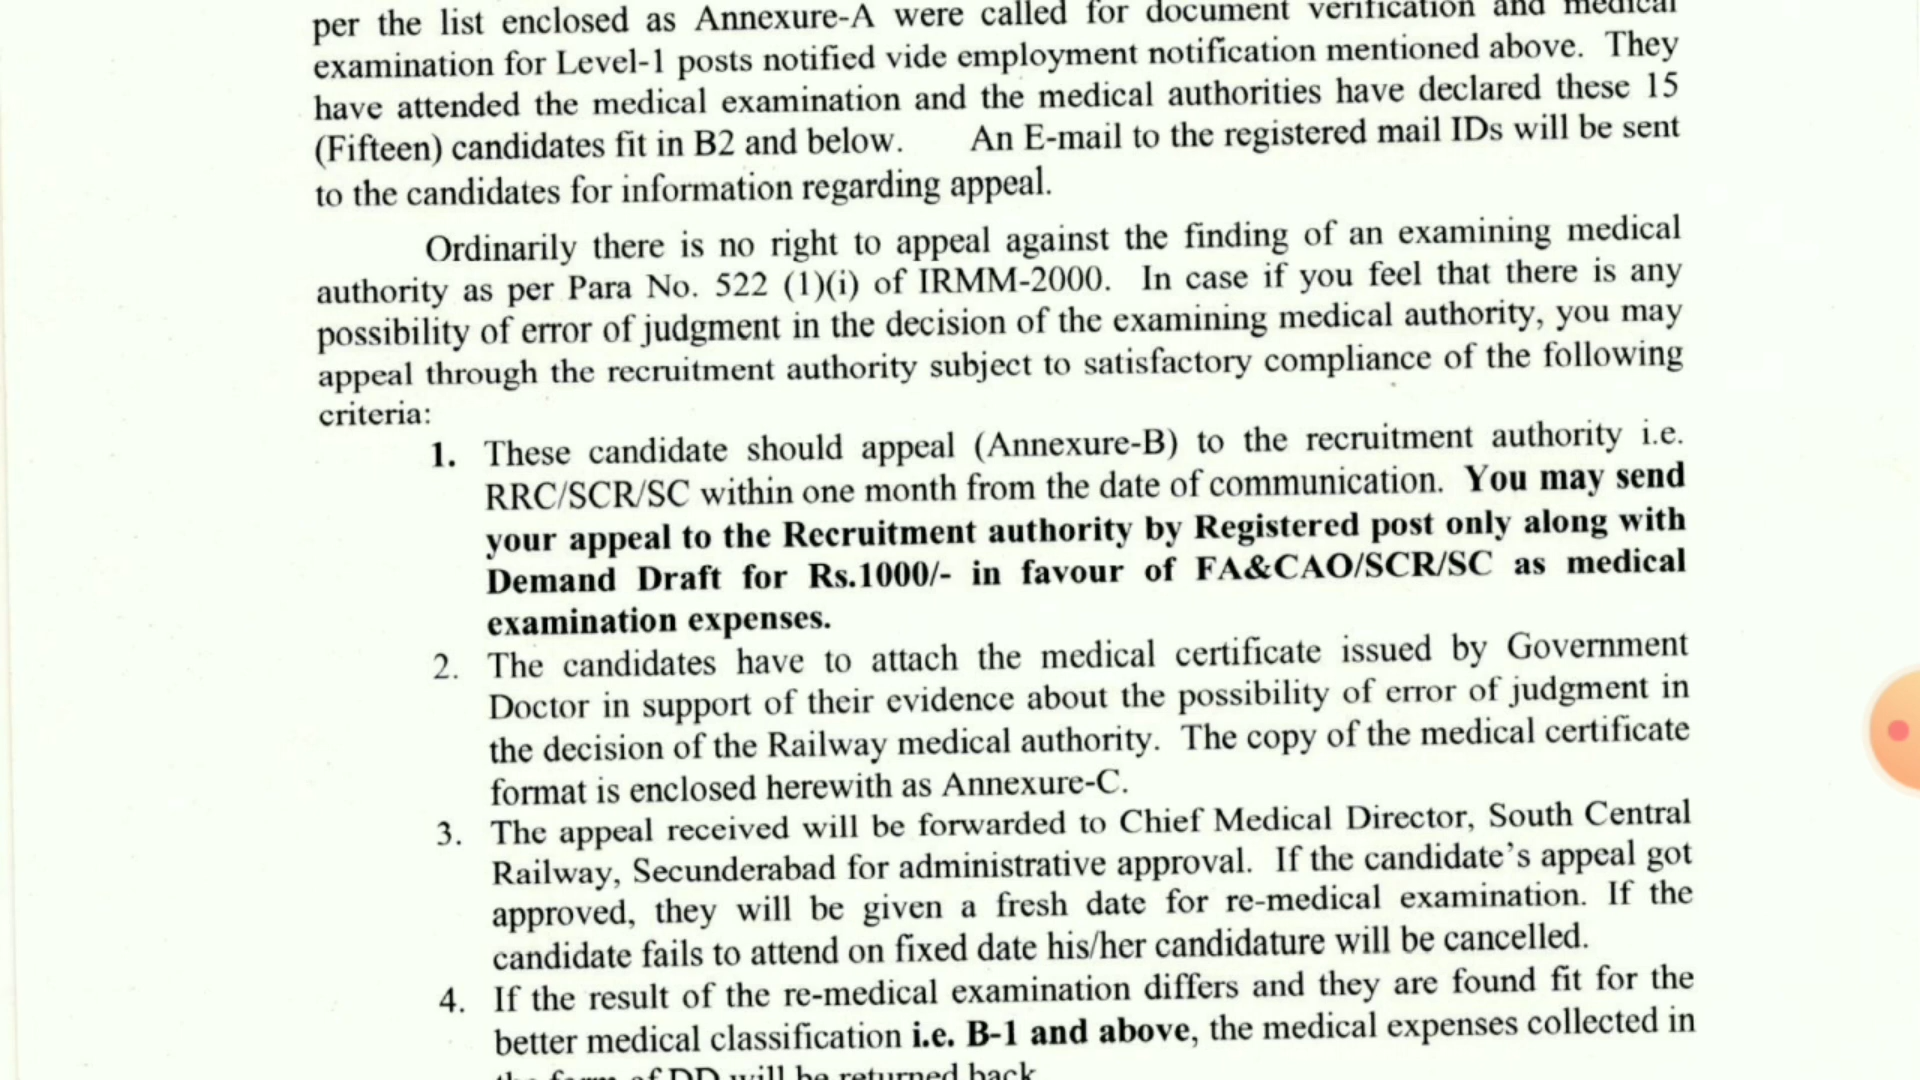 per the list enclosed as Annexure-A were called for document verification and medical
examination for Level-1 posts notified vide employment notification mentioned above. They
have attended the medical examination and the medical authorities have declared these 15
(Fifteen) candidates fit in B2 and below. An E-mail to the registered mail IDs will be sent
to the candidates for information regarding appeal.
Ordinarily there is no right to appeal against the finding of an examining medical
authority as per Para No. 522 (1)(i) of IRMM-2000. In case if you feel that there is any
possibility of error of judgment in the decision of the examining medical authority, you may
appeal through the recruitment authority subject to satisfactory compliance of the following
criteria:
1. These candidate should appeal (Annexure-B) to the recruitment authority i.e.
RRC/SCR/SC within one month from the date of communication. You may send
your appeal to the Recruitment authority by Registered post only along with
Demand Draft for Rs.1000/- in favour of FA&CAO/SCR/SC as medical
examination expenses.
2. The candidates have to attach the medical certificate issued by Government
Doctor in support of their evidence about the possibility of error of judgment in
the decision of the Railway medical authority. The copy of the medical certificate
format is enclosed herewith as Annexure-C.
3. The appeal received will be forwarded to Chief Medical Director, South Central
Railway, Secunderabad for administrative approval. If the candidate's appeal got
approved, they will be given a fresh date for re-medical examination. If the
candidate fails to attend on fixed date his/her candidature will be cancelled.
4. If the result of the re-medical examination differs and they are found fit for the
better medical classification i.e. B-1 and above, the medical expenses collected in
the form of DD will be returned back